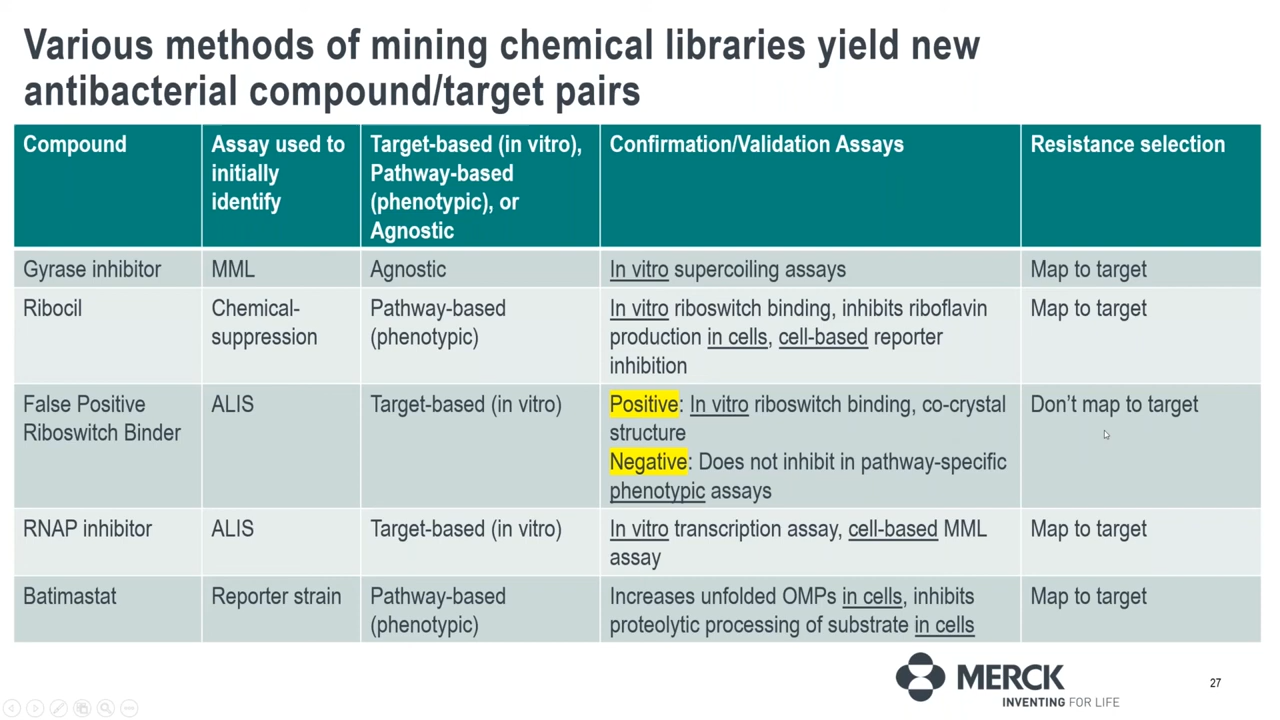 Various methods of mining chemical libraries yield new
antibacterial compound/target pairs
Compound
Assay used to
initially
identify
Target-based (in vitro),
Pathway-based
(phenotypic), or
Agnostic
Confirmation/Validation Assays
Resistance selection
Gyrase inhibitor
MML
Agnostic
In vitro supercoiling assays
Map to target
Ribocil
Chemical-
suppression
Pathway-based
(phenotypic)
In vitro riboswitch binding, inhibits riboflavin
production in cells, cell-based reporter
inhibition
Map to target
False Positive
Riboswitch Binder
ALIS
Target-based (in vitro)
Positive: In vitro riboswitch binding, co-crystal
structure
Negative: Does not inhibit in pathway-specific
phenotypic assays
Don’t map to target
RNAP inhibitor
ALIS
Target-based (in vitro)
In vitro transcription assay, cell-based MML
assay
Map to target
Batimastat
Reporter strain
Pathway-based
(phenotypic)
Increases unfolded OMPs in cells, inhibits
proteolytic processing of substrate in cells
Map to target
MERCK
INVENTING FOR LIFE
27